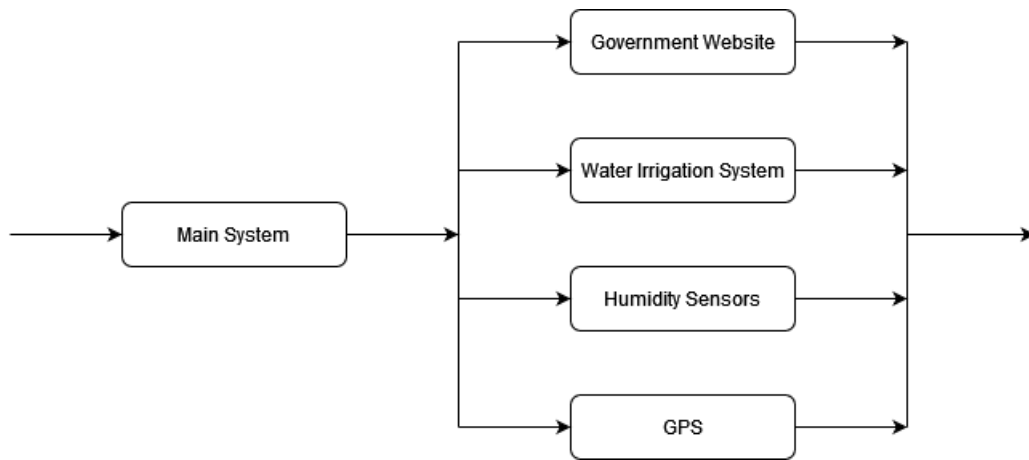 Government Website
Water Irrigation System
Main System
Humidity Sensors
GPS